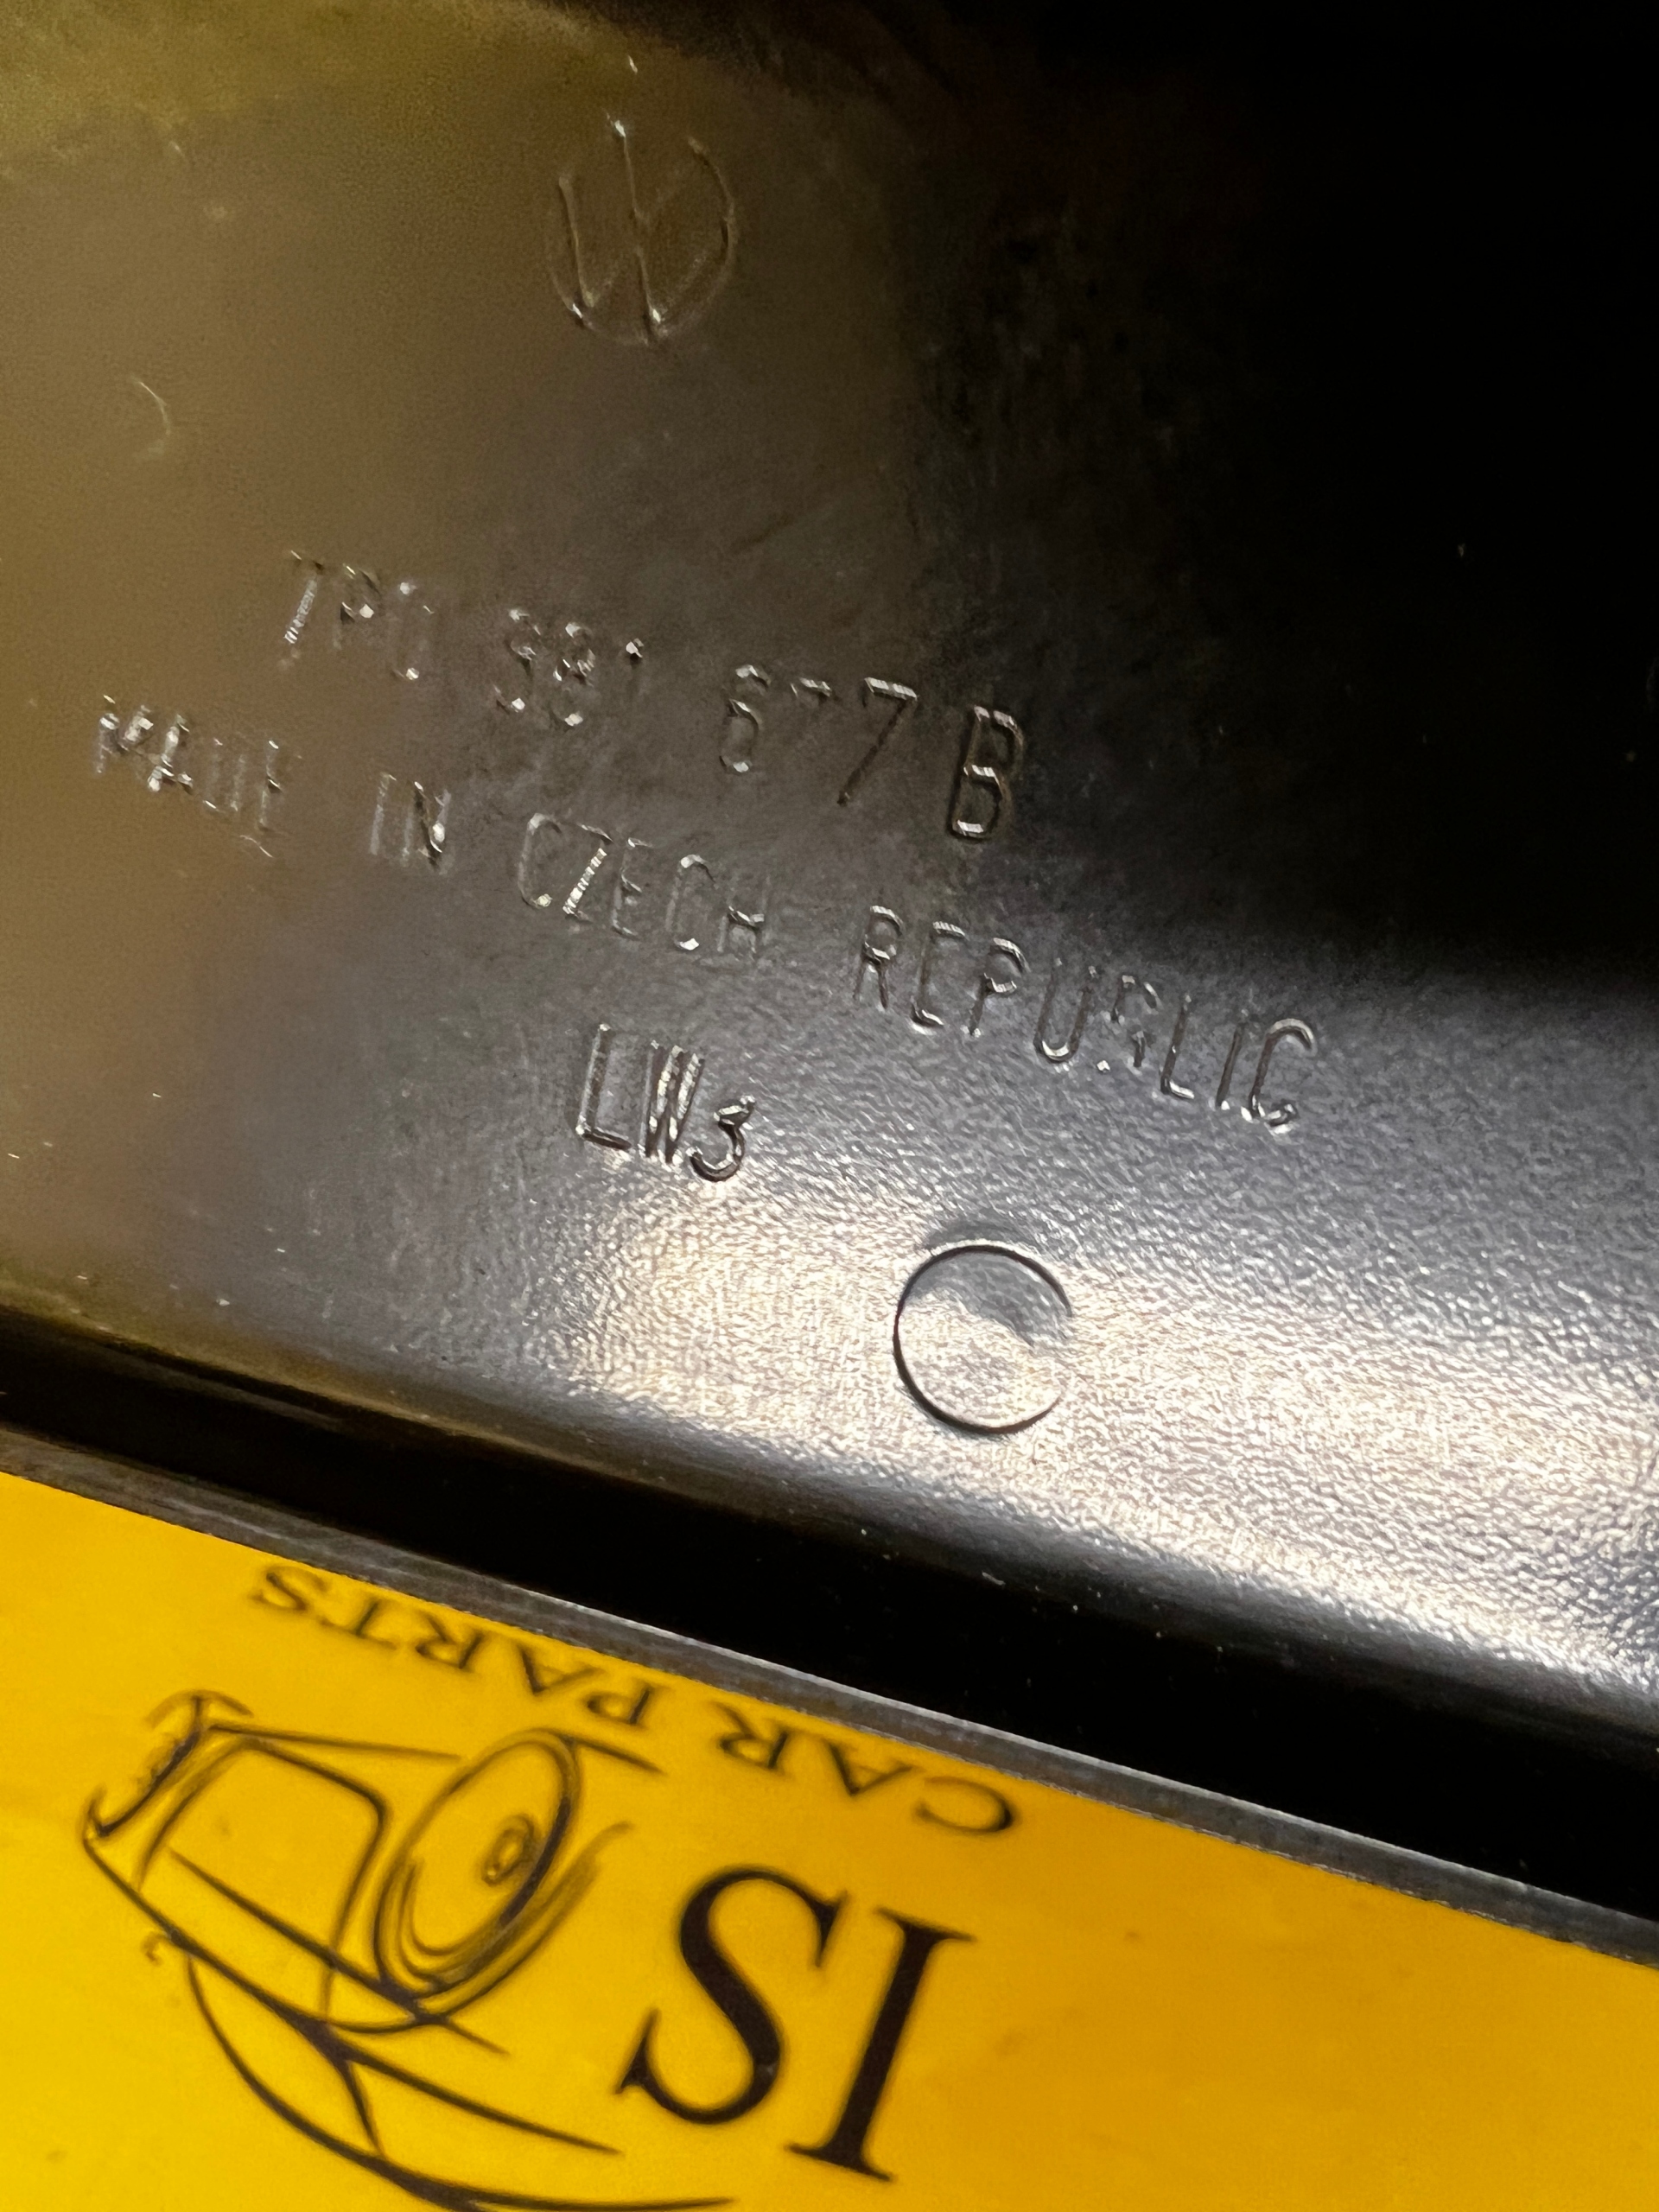 7P0 881 677 B
MADE IN CZECH REPUBLIC
LW3
IS
CAR PARTS